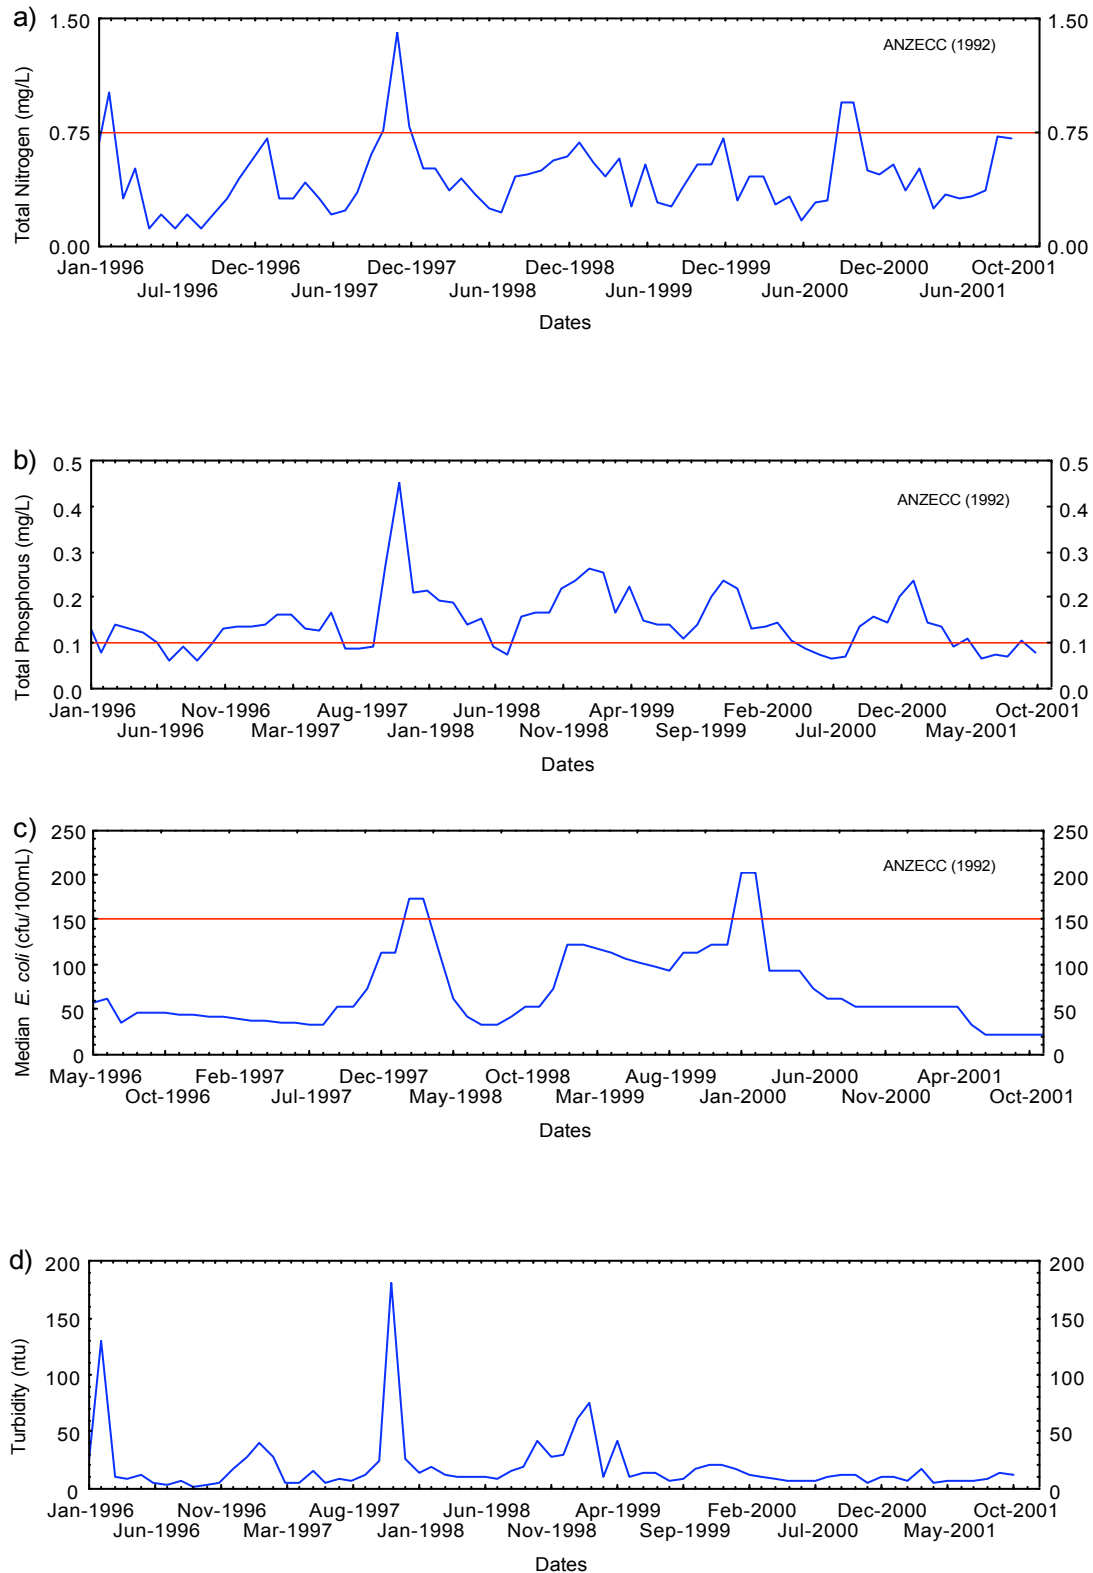 a)
1.50 1.50
ANZECC (1992)
Total Nitrogen (mg/L)
0.75 0.75
0.00 0.00
Jan-1996 Dec-1996 Dec-1997 Dec-1998 Dec-1999 Dec-2000 Oct-2001
Jul-1996 Jun-1997 Jun-1998 Jun-1999 Jun-2000 Jun-2001
Dates
b)
0.5 0.5
ANZECC (1992)
Total Phosphorus (mg/L)
0.4 0.4
0.3 0.3
0.2 0.2
0.1 0.1
0.0 0.0
Jan-1996 Nov-1996 Aug-1997 Jun-1998 Apr-1999 Feb-2000 Dec-2000 Oct-2001
Jun-1996 Mar-1997 Jan-1998 Nov-1998 Sep-1999 Jul-2000 May-2001
Dates
c)
250 250
ANZECC (1992)
Median E. coli (cfu/100mL)
200 200
150 150
100 100
50 50
0 0
May-1996 Feb-1997 Dec-1997 Oct-1998 Aug-1999 Jun-2000 Apr-2001
Oct-1996 Jul-1997 May-1998 Mar-1999 Jan-2000 Nov-2000 Oct-2001
Dates
d)
200 200
Turbidity (ntu)
150 150
100 100
50 50
0 0
Jan-1996 Nov-1996 Aug-1997 Jun-1998 Apr-1999 Feb-2000 Dec-2000 Oct-2001
Jun-1996 Mar-1997 Jan-1998 Nov-1998 Sep-1999 Jul-2000 May-2001
Dates